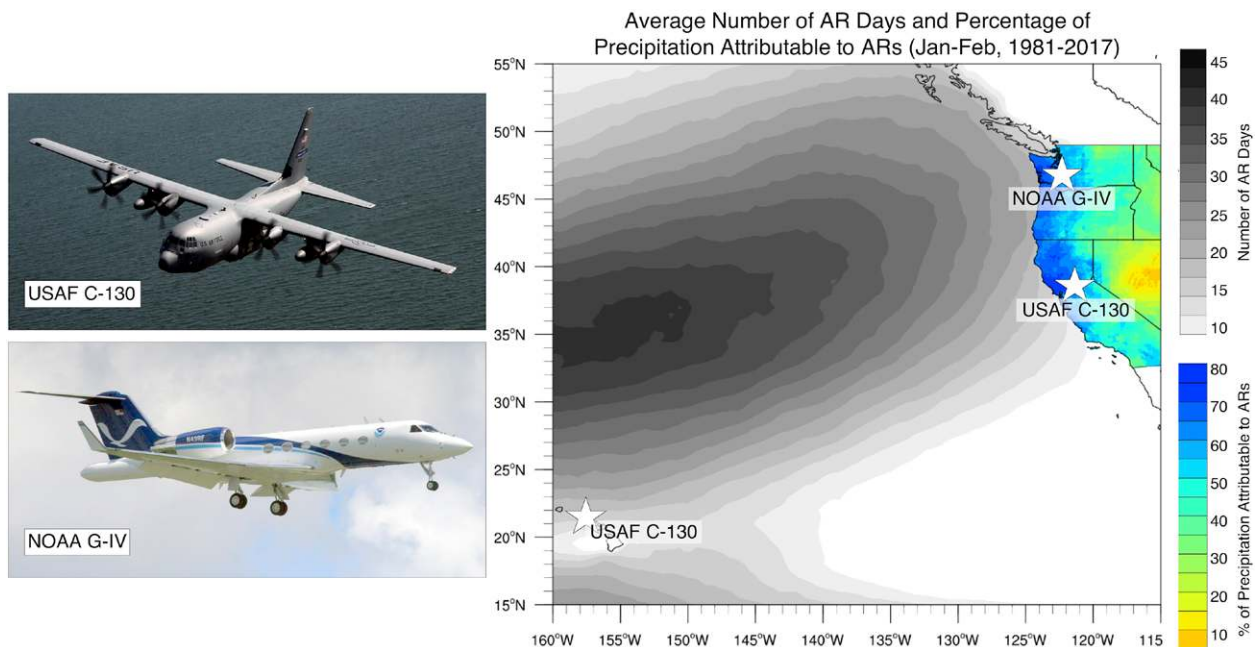 Average Number of AR Days and Percentage of
Precipitation Attributable to ARs (Jan-Feb, 1981-2017)
USAF C-130
NOAA G-IV
N49RF
55°N
50°N
45°N
40°N
35°N
30°N
25°N
20°N
15°N
160°W
155°W
150°W
145°W
140°W
135°W
130°W
125°W
120°W
115
NOAA G-IV
USAF C-130
USAF C-130
45
40
35
30
25
20
15
10
Number of AR Days
80
70
60
50
40
30
20
10
% of Precipitation Attributable to ARs